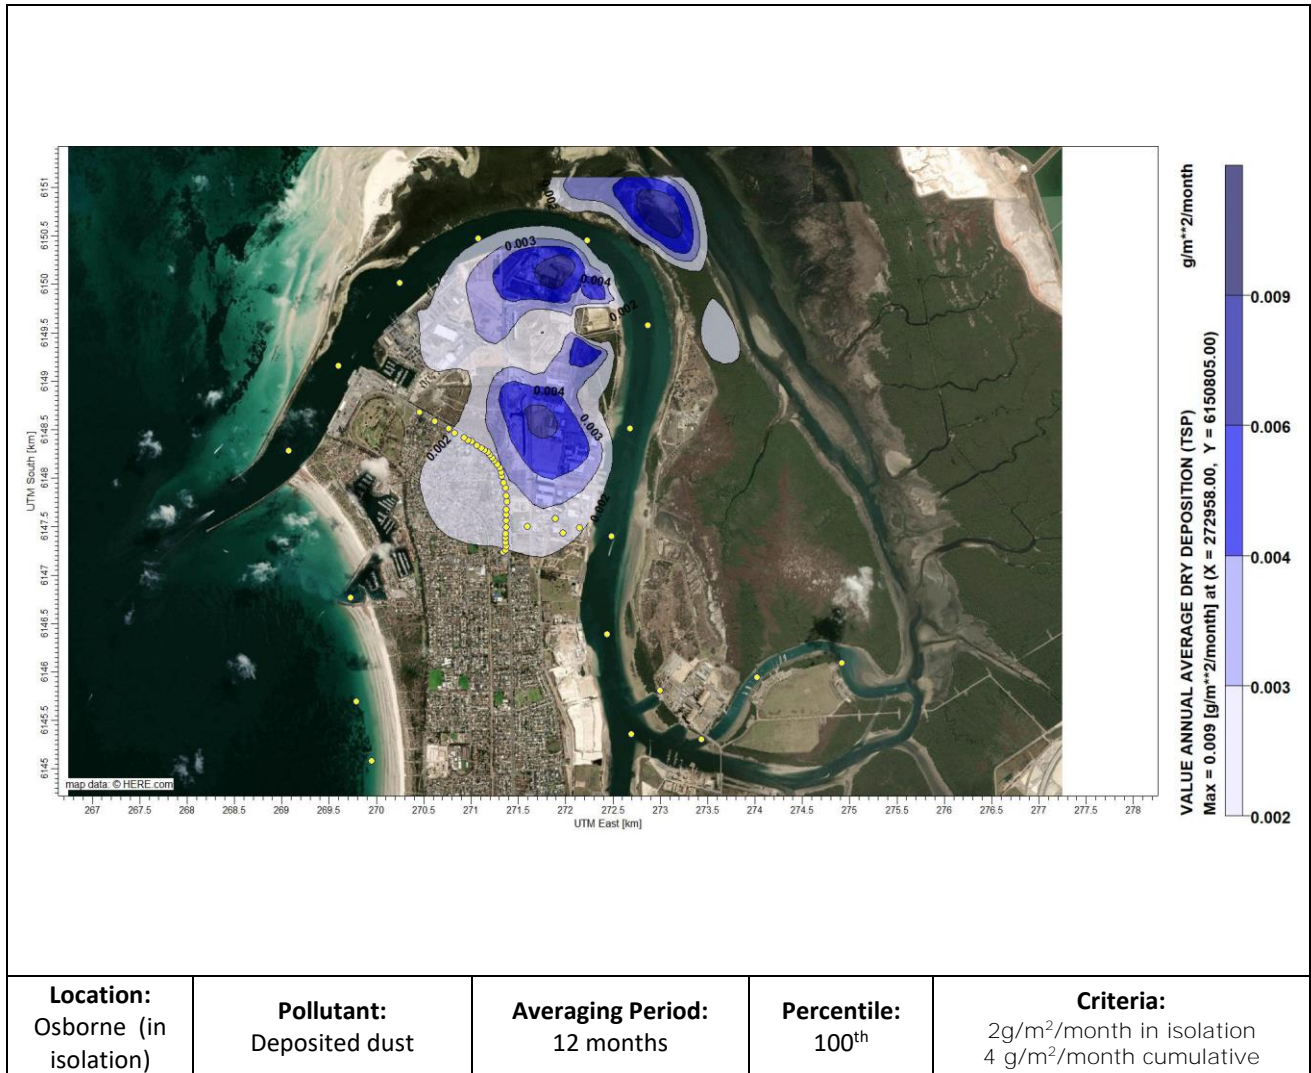 0.002
0.003
0.004
0.002
0.004
0.003
0.002
0.002
map data: © HERE.com
6151
6150.5
6150
6149.5
6149
6148.5
6148
6147.5
6147
6146.5
6146
6145.5
6145
UTM South [km]
267 267.5 268 268.5 269 269.5 270 270.5 271 271.5 272 272.5 273 273.5 274 274.5 275 275.5 276 276.5 277 277.5 278
UTM East [km]
g/m**2/month
VALUE ANNUAL AVERAGE DRY DEPOSITION (TSP)
Max = 0.009 [g/m**2/month] at (X = 272958.00, Y = 6150805.00)
0.009
0.006
0.004
0.003
0.002
Location:
Osborne (in
isolation)
Pollutant:
Deposited dust
Averaging Period:
12 months
Percentile:
100th
Criteria:
2g/m²/month in isolation
4 g/m²/month cumulative